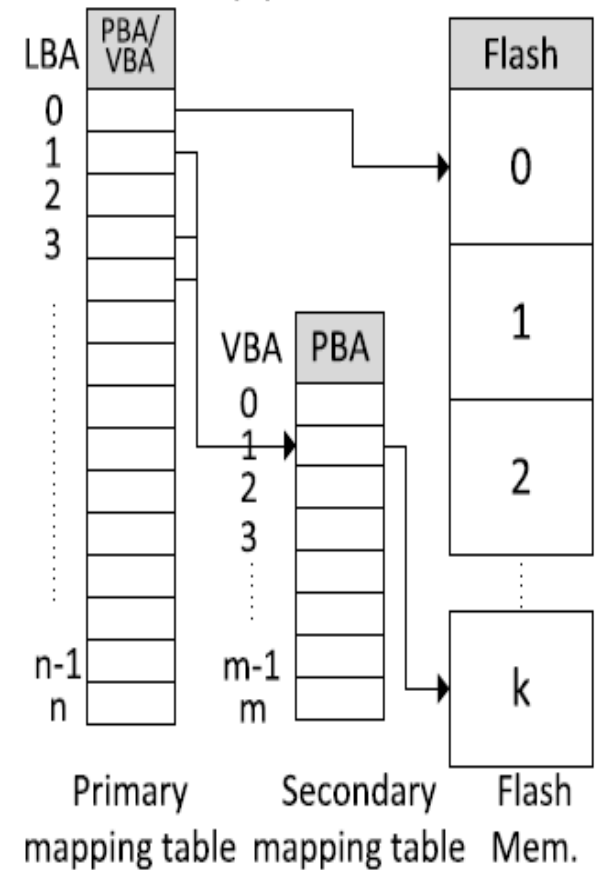 LBA
PBA/
VBA
0
1
2
3
n-1
n
Primary
mapping table
VBA
PBA
0
1
2
3
m-1
m
Secondary
mapping table
Flash
0
1
2
k
Flash
Mem.